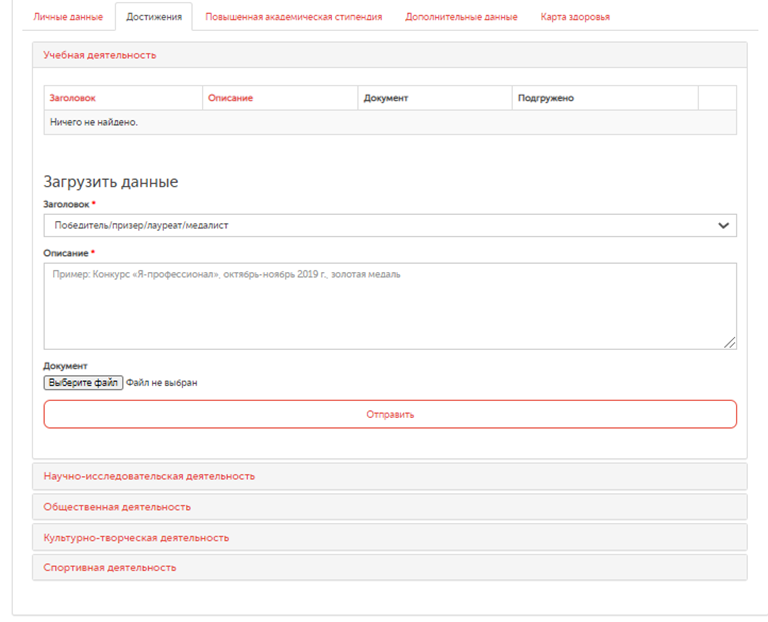 Личные данные Достижения Повышенная академическая стипендия Дополнительные данные Карта здоровья
Учебная деятельность
Заголовок Описание Документ Подгружено
Ничего не найдено.
Загрузить данные
Заголовок *
Победитель/призер/лауреат/медалист
Описание *
Пример: Конкурс «Я-профессионал», октябрь-ноябрь 2019 г., золотая медаль
Документ
Выберите файл Файл не выбран
Отправить
Научно-исследовательская деятельность
Общественная деятельность
Культурно-творческая деятельность
Спортивная деятельность